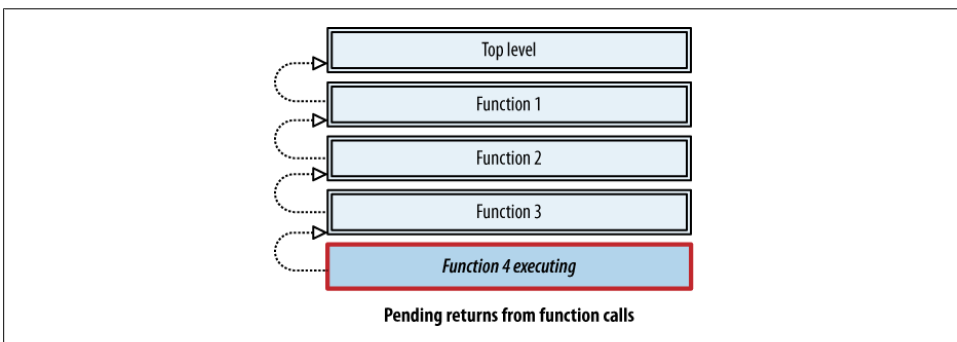 Top level
Function 1
Function 2
Function 3
Function 4 executing
Pending returns from function calls